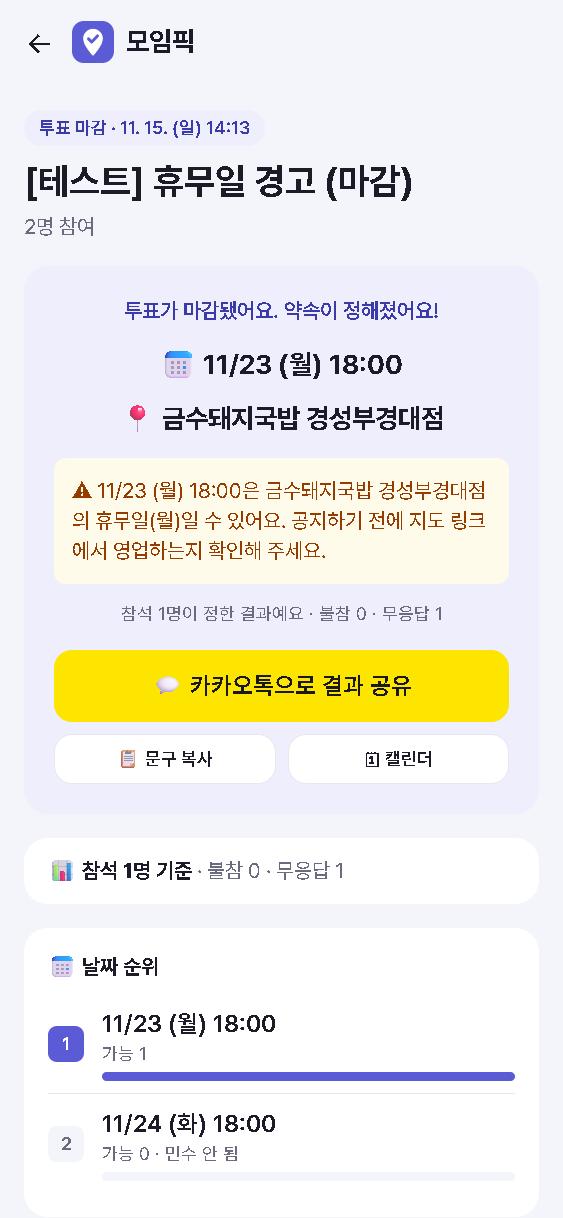 모임픽
투표 마감 · 11. 15. (일) 14:13
[테스트] 휴무일 경고 (마감)
2명 참여
투표가 마감됐어요. 약속이 정해졌어요!
11/23 (월) 18:00
금수돼지국밥 경성부경대점
⚠ 11/23 (월) 18:00은 금수돼지국밥 경성부경대점
의 휴무일(월)일 수 있어요. 공지하기 전에 지도 링크
에서 영업하는지 확인해 주세요.
참석 1명이 정한 결과예요 · 불참 0 · 무응답 1
카카오톡으로 결과 공유
문구 복사
캘린더
참석 1명 기준 · 불참 0 · 무응답 1
날짜 순위
1
11/23 (월) 18:00
가능 1
2
11/24 (화) 18:00
가능 0 · 민수 안 됨